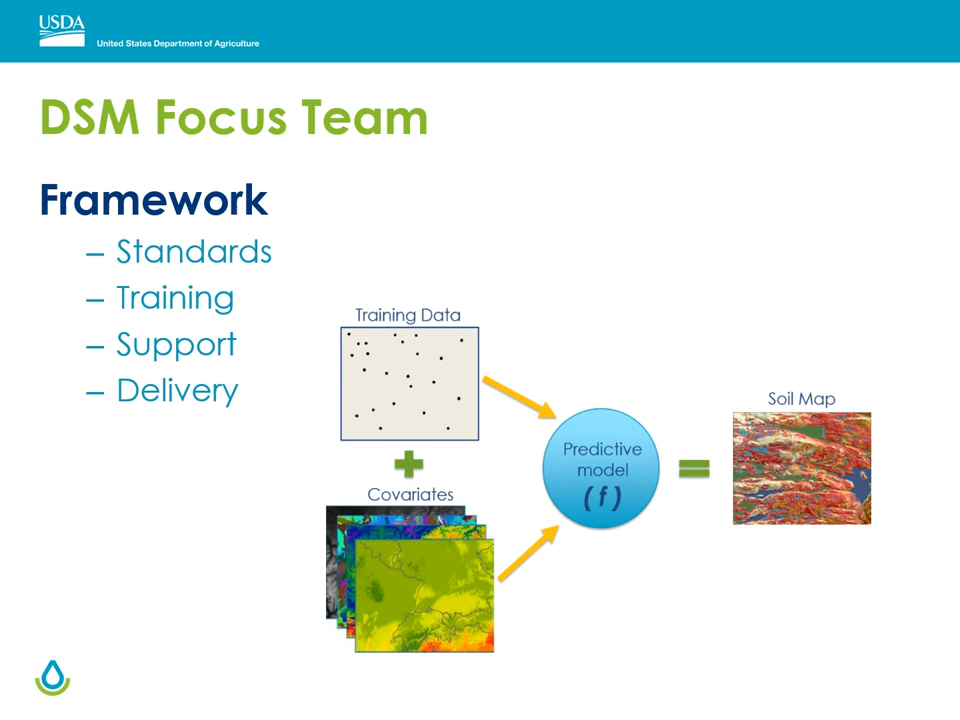 USDA
United States Department of Agriculture
DSM Focus Team
Framework
– Standards
– Training
– Support
– Delivery
Training Data
Covariates
Predictive
model
( f )
Soil Map